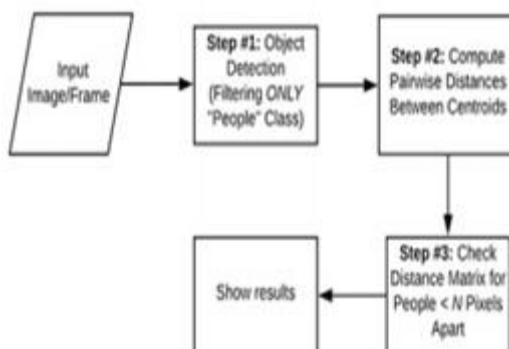 Input
Image/Frame
Step #1: Object
Detection
(Filtering ONLY
"People" Class)
Step #2: Compute
Pairwise Distances
Between Centroids
Step #3: Check
Distance Matrix for
People < N Pixels
Apart
Show results